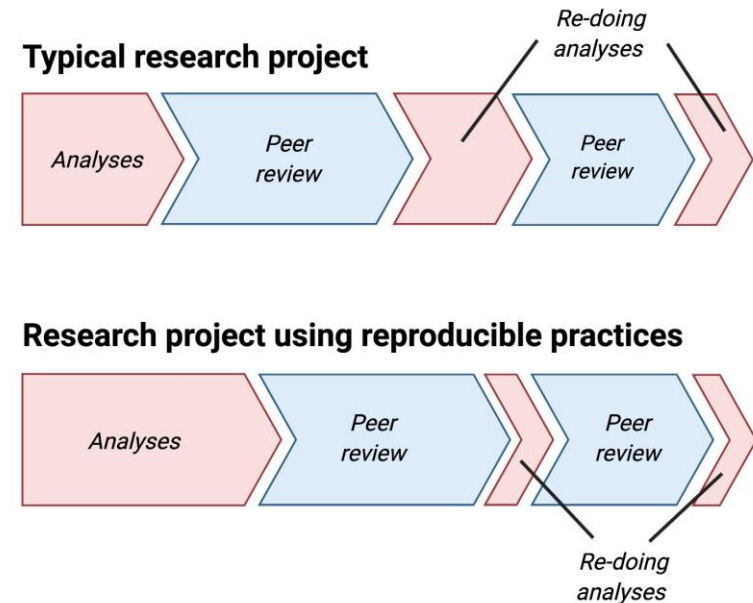 Re-doing
analyses
Typical research project
Analyses
Peer
review
Peer
review
Research project using reproducible practices
Analyses
Peer
review
Peer
review
Re-doing
analyses